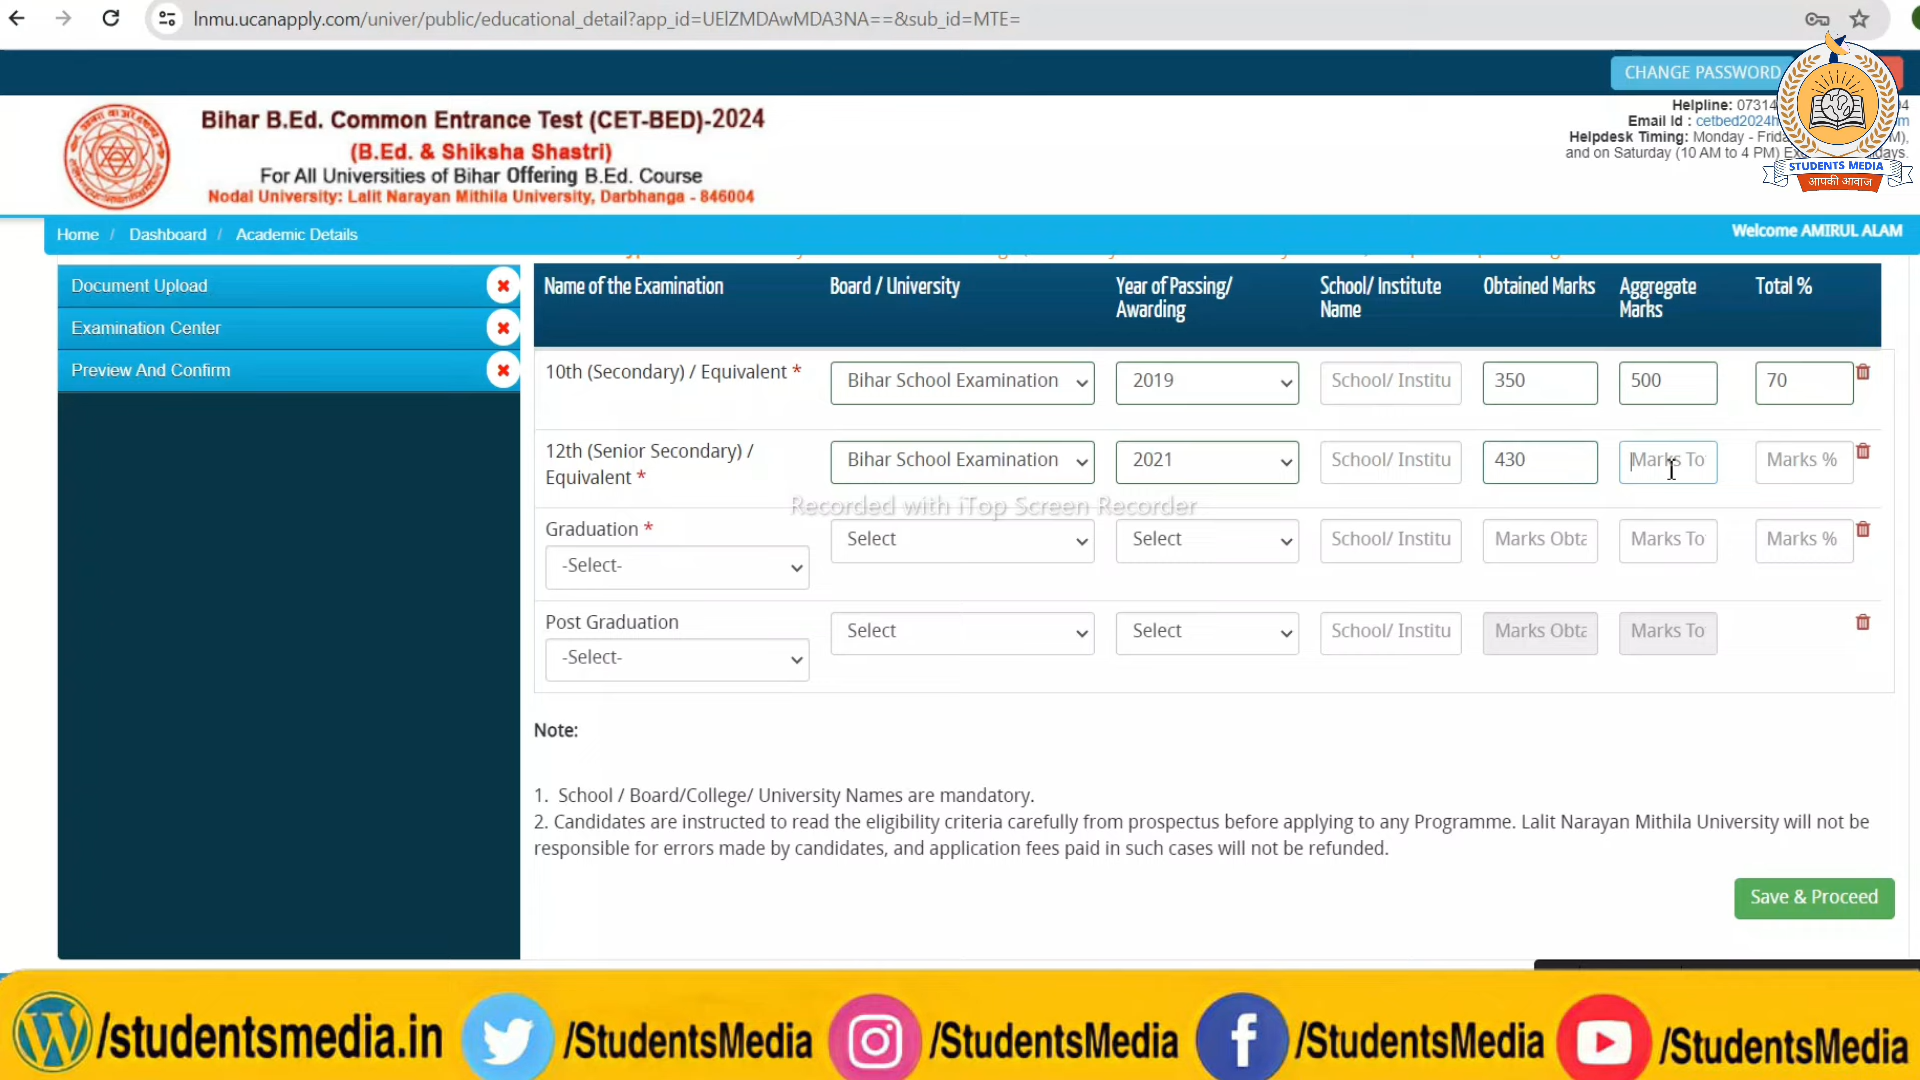 lnmu.ucanapply.com/univer/public/educational_detail?app_id=UElZMDAwMDA3NA==&sub_id=MTE=
CHANGE PASSWORD
Bihar B.Ed. Common Entrance Test (CET-BED)-2024
(B.Ed. & Shiksha Shastri)
For All Universities of Bihar Offering B.Ed. Course
Nodal University: Lalit Narayan Mithila University, Darbhanga - 846004
Helpline: 07314
Email Id : cetbed2024h
Helpdesk Timing: Monday - Frida
and on Saturday (10 AM to 4 PM)
STUDENTS MEDIA
आपकी आवाज
Home / Dashboard / Academic Details
Welcome AMIRUL ALAM
Document Upload
Examination Center
Preview And Confirm
Name of the Examination Board / University Year of Passing/ Awarding School/ Institute Name Obtained Marks Aggregate Marks Total %
10th (Secondary) / Equivalent * Bihar School Examination 2019 School/ Institu 350 500 70
12th (Senior Secondary) / Equivalent * Bihar School Examination 2021 School/ Institu 430 Marks To Marks %
Recorded with iTop Screen Recorder
Graduation * -Select- Select Select School/ Institu Marks Obta Marks To Marks %
Post Graduation -Select- Select Select School/ Institu Marks Obta Marks To
Note:
1. School / Board/College/ University Names are mandatory.
2. Candidates are instructed to read the eligibility criteria carefully from prospectus before applying to any Programme. Lalit Narayan Mithila University will not be
responsible for errors made by candidates, and application fees paid in such cases will not be refunded.
Save & Proceed
/studentsmedia.in /StudentsMedia /StudentsMedia /StudentsMedia /StudentsMedia